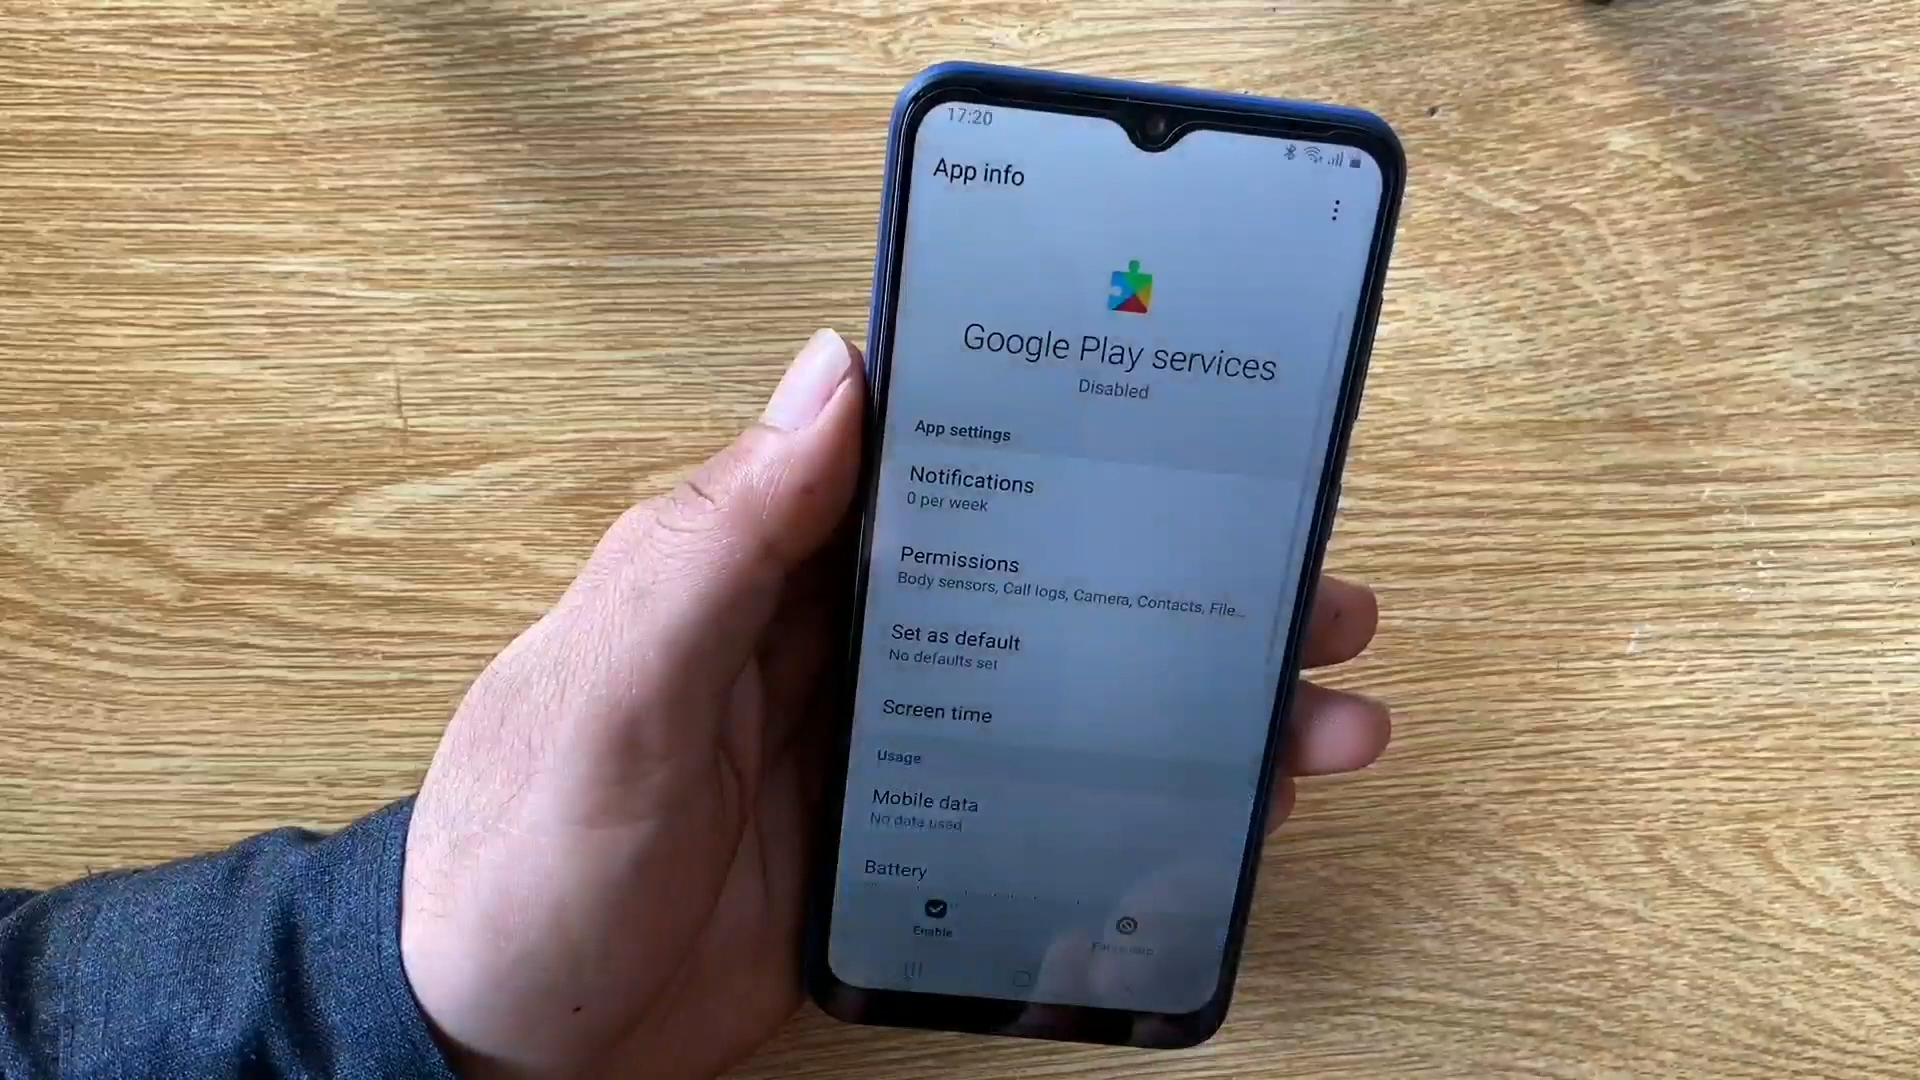 17:20
App info
Google Play services
Disabled
App settings
Notifications
0 per week
Permissions
Body sensors, Call logs, Camera, Contacts, File...
Set as default
No defaults set
Screen time
Usage
Mobile data
No data used
Battery
Enable